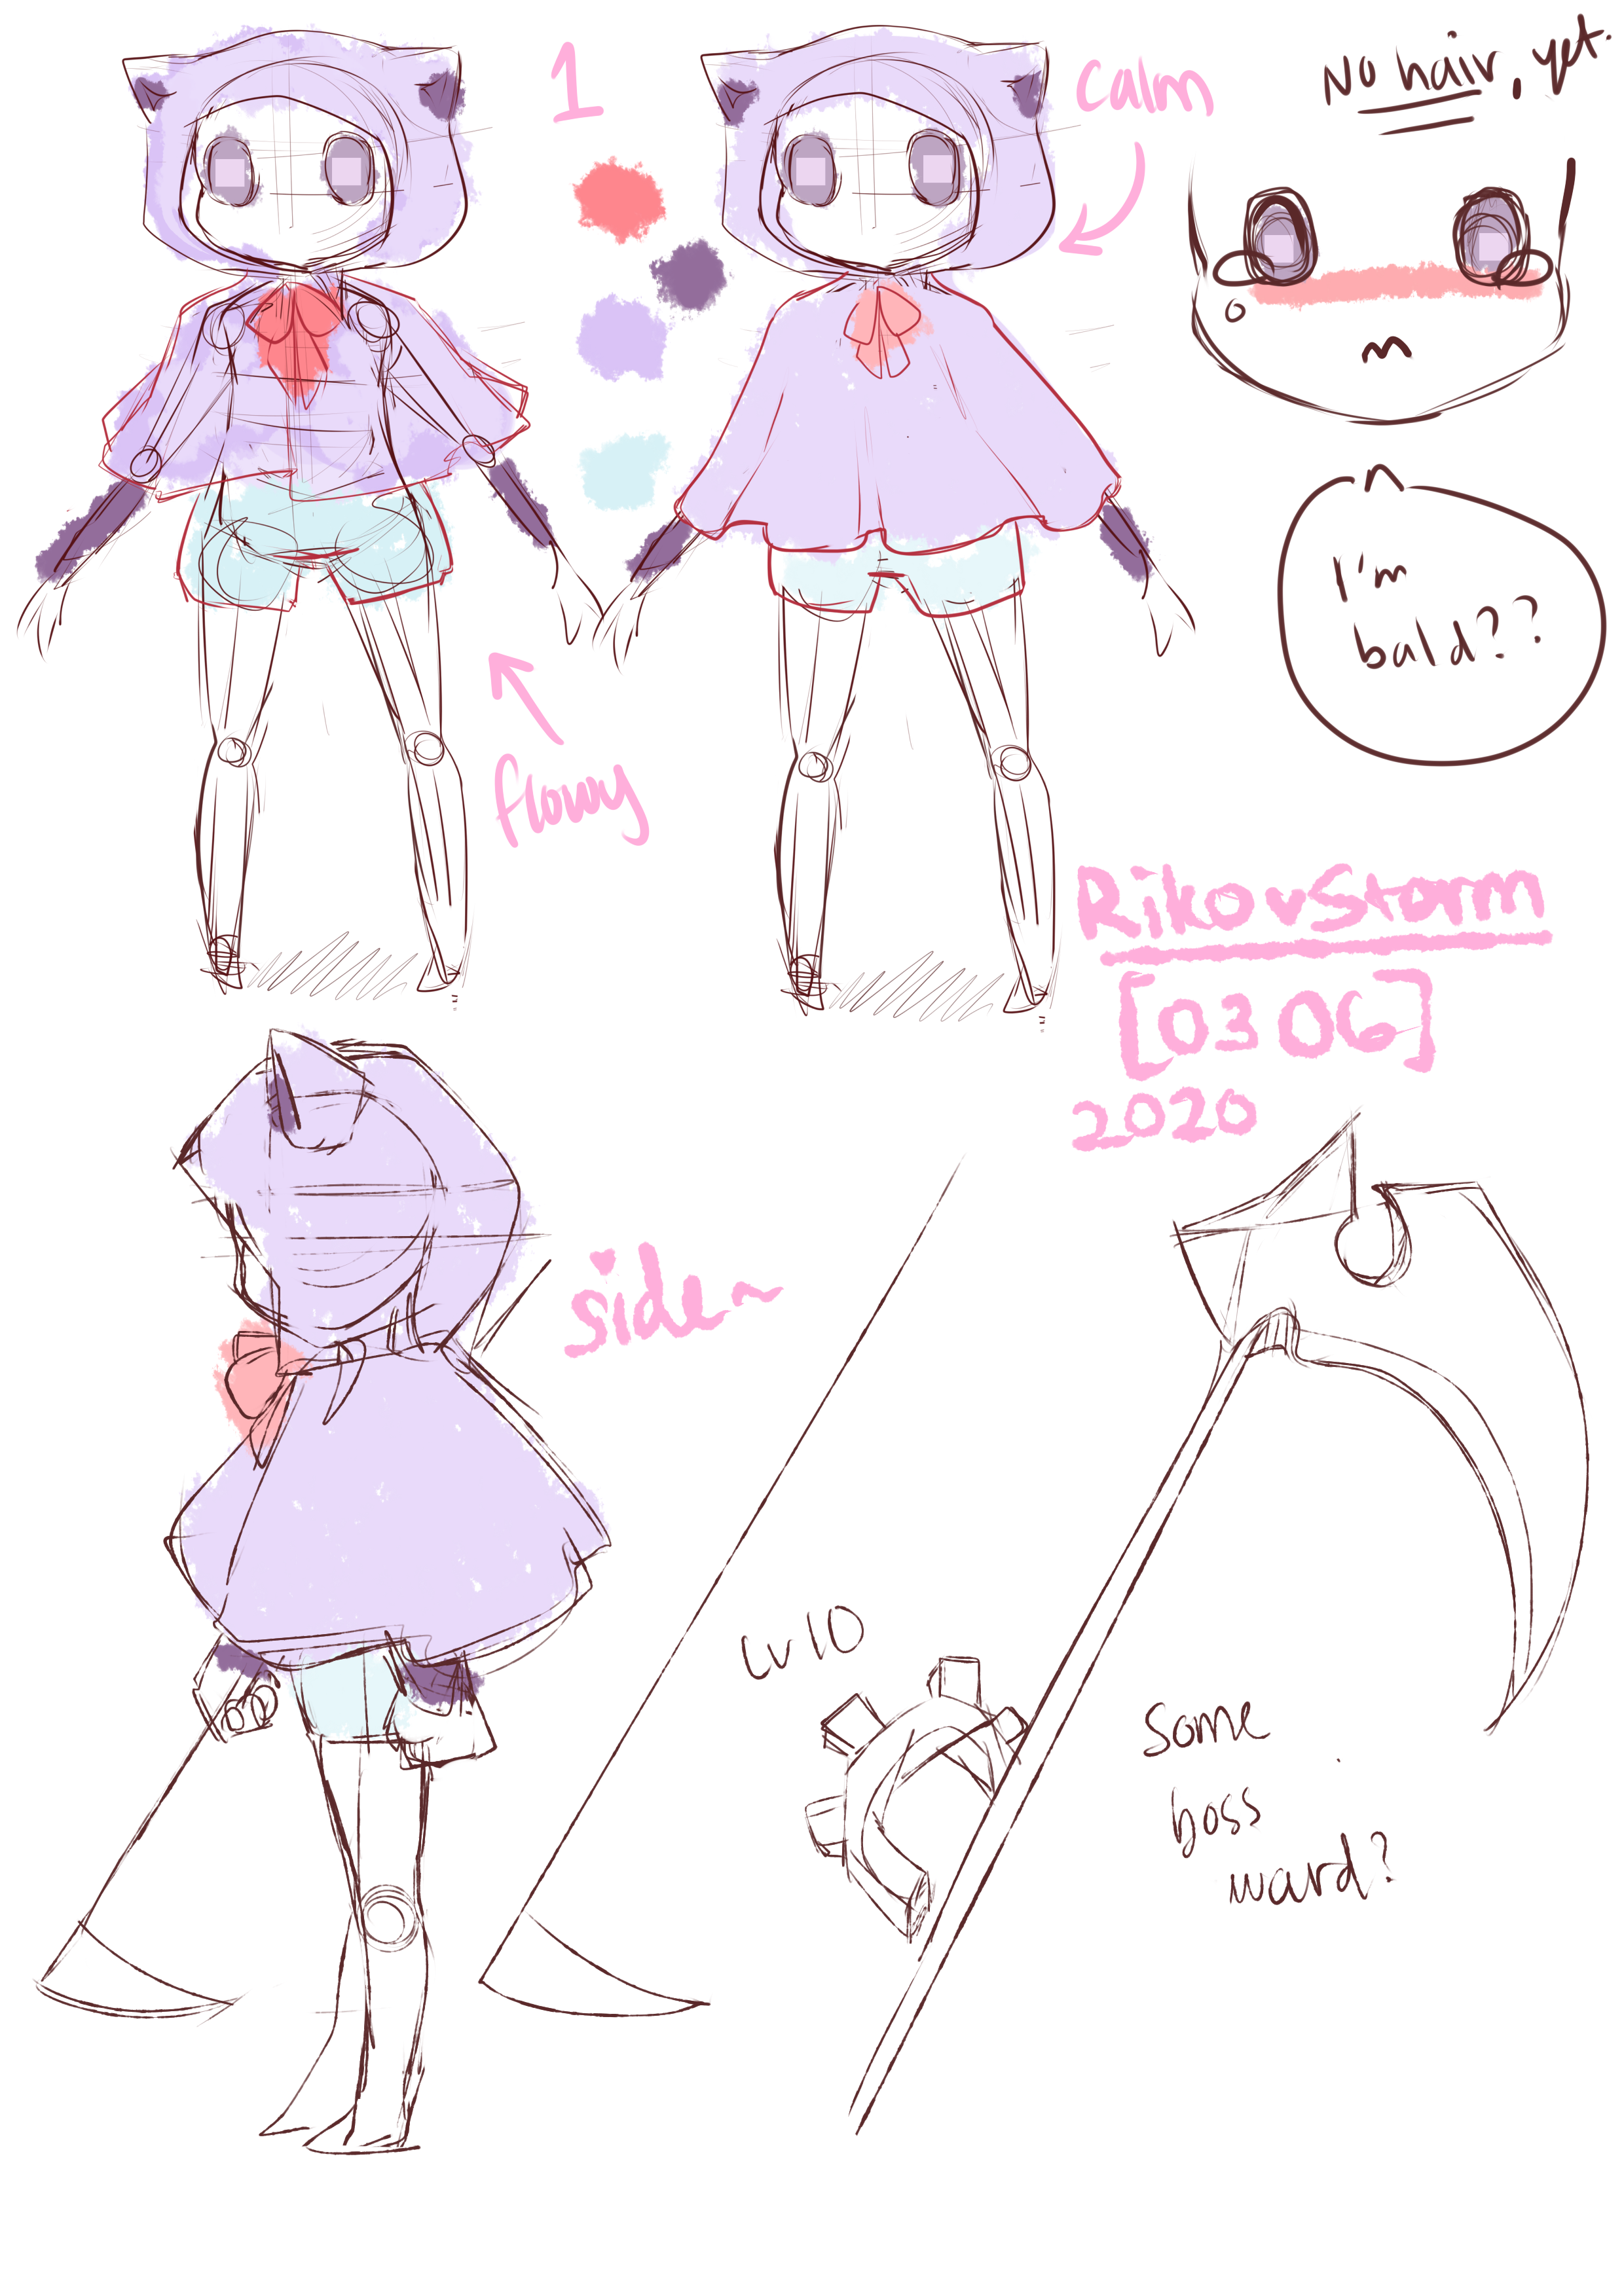 1
calm
No hair, yet.
I'm
bald??
flowy
RikovStorm
[0306]
2020
side~
Lv10
Some
boss
ward?